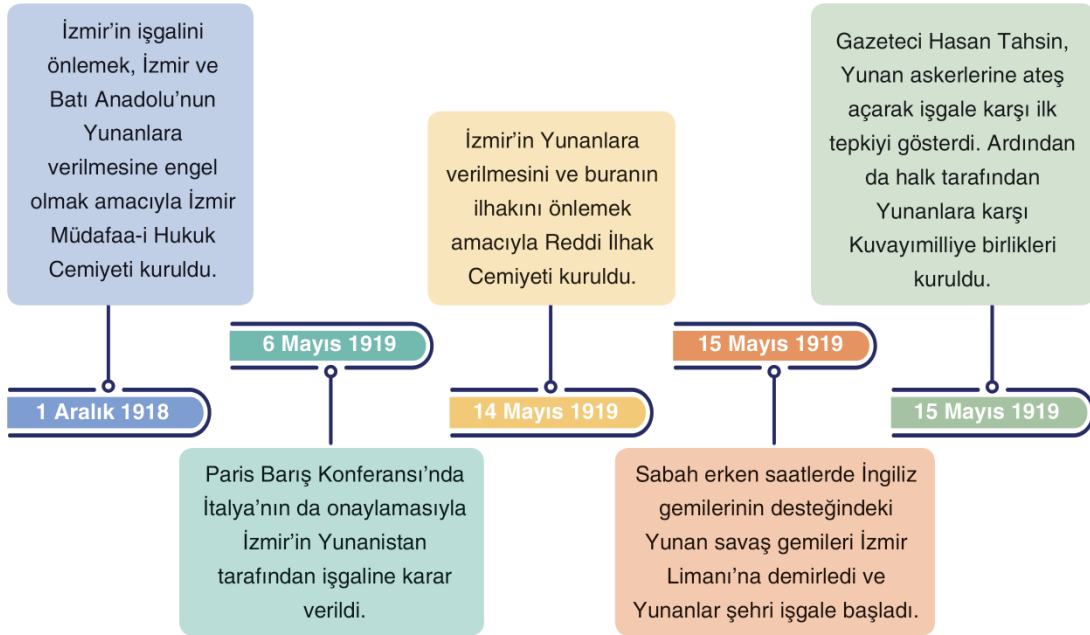 İzmir’in işgalini
önlemek, İzmir ve
Batı Anadolu’nun
Yunanlara
verilmesine engel
olmak amacıyla İzmir
Müdafaa-i Hukuk
Cemiyeti kuruldu.
1 Aralık 1918
6 Mayıs 1919
Paris Barış Konferansı’nda
İtalya’nın da onaylamasıyla
İzmir’in Yunanistan
tarafından işgaline karar
verildi.
İzmir’in Yunanlara
verilmesini ve buranın
ilhakını önlemek
amacıyla Reddi İlhak
Cemiyeti kuruldu.
14 Mayıs 1919
15 Mayıs 1919
Sabah erken saatlerde İngiliz
gemilerinin desteğindeki
Yunan savaş gemileri İzmir
Limanı’na demirledi ve
Yunanlar şehri işgale başladı.
Gazeteci Hasan Tahsin,
Yunan askerlerine ateş
açarak işgale karşı ilk
tepkiyi gösterdi. Ardından
da halk tarafından
Yunanlara karşı
Kuvayımilliye birlikleri
kuruldu.
15 Mayıs 1919